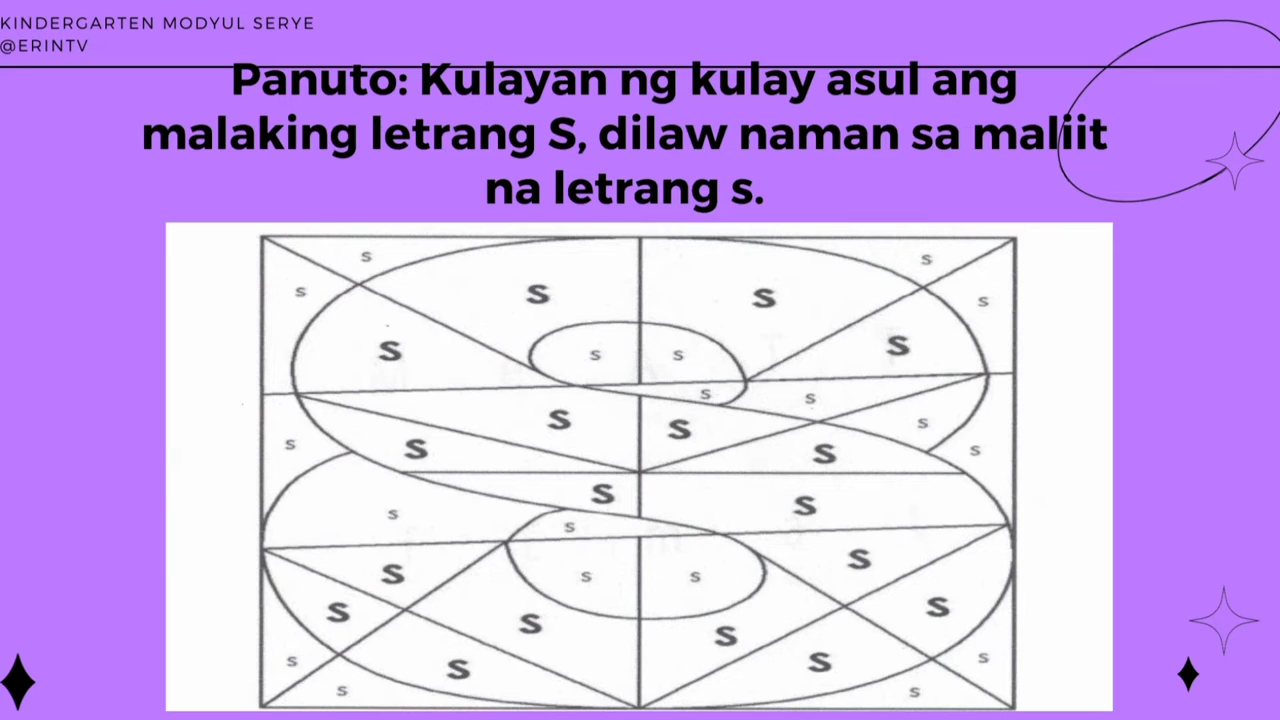 KINDERGARTEN MODYUL SERYE
@ERINTV
Panuto: Kulayan ng kulay asul ang
malaking letrang S, dilaw naman sa maliit
na letrang s.
s s
s S S s
S s s S
s s
S S s
s S S s
S S
s s
S S
s s
S S S
S S
s S S s
s s